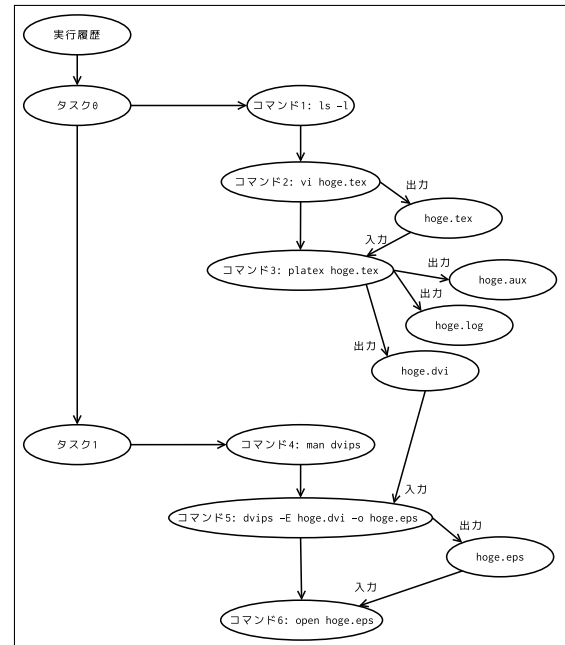 実行履歴
タスク0
コマンド1: ls -l
コマンド2: vi hoge.tex
出力
hoge.tex
入力
コマンド3: platex hoge.tex
出力
hoge.aux
出力
hoge.log
出力
hoge.dvi
タスク1
コマンド4: man dvips
入力
コマンド5: dvips -E hoge.dvi -o hoge.eps
出力
hoge.eps
入力
コマンド6: open hoge.eps